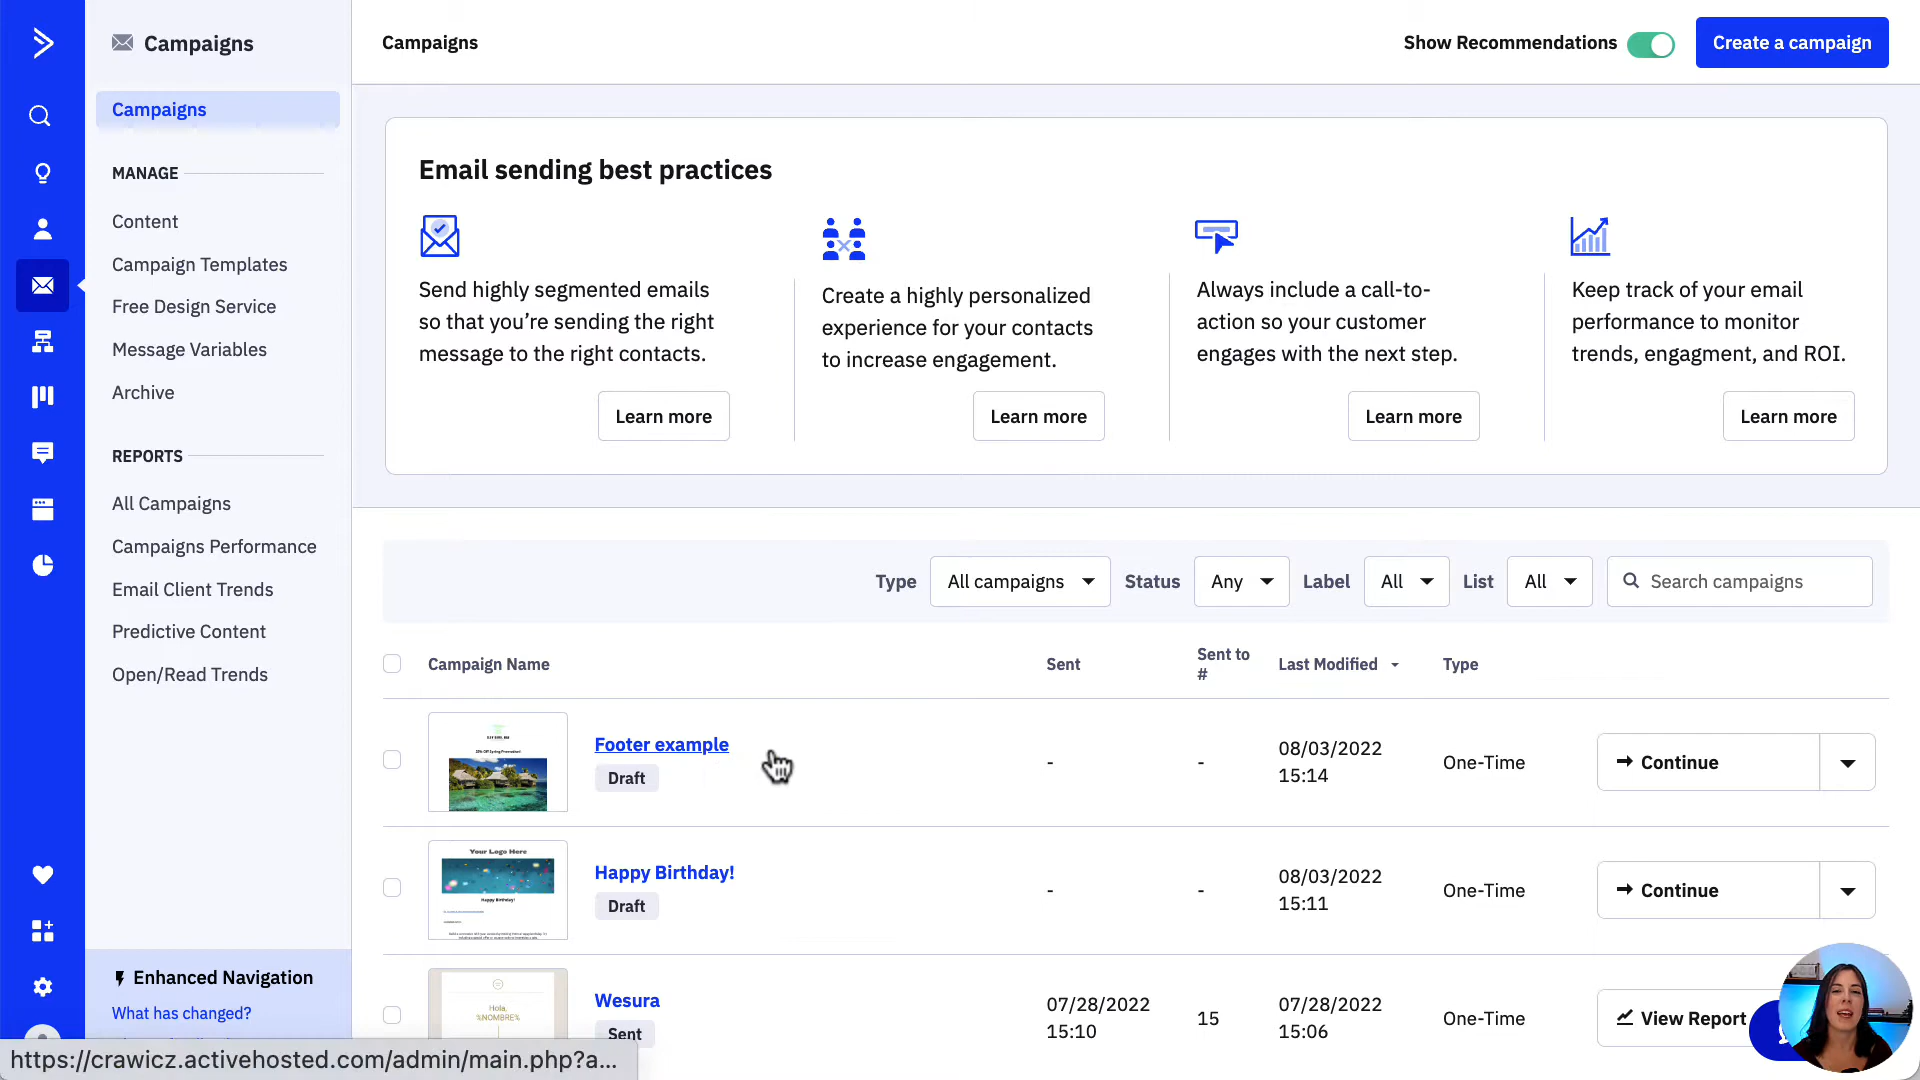 Campaigns
Campaigns
Show Recommendations
Create a campaign
Campaigns
MANAGE
Content
Campaign Templates
Free Design Service
Message Variables
Archive
REPORTS
All Campaigns
Campaigns Performance
Email Client Trends
Predictive Content
Open/Read Trends
Enhanced Navigation
What has changed?
Email sending best practices
Send highly segmented emails
so that you’re sending the right
message to the right contacts.
Learn more
Create a highly personalized
experience for your contacts
to increase engagement.
Learn more
Always include a call-to-
action so your customer
engages with the next step.
Learn more
Keep track of your email
performance to monitor
trends, engagment, and ROI.
Learn more
Type All campaigns Status Any Label All List All Search campaigns
Campaign Name Sent Sent to # Last Modified Type
Footer example
Draft
-
-
08/03/2022
15:14
One-Time
Continue
Your Logo Here
Happy Birthday!
Happy Birthday!
Draft
-
-
08/03/2022
15:11
One-Time
Continue
Hola,
%NOMBRE%
Wesura
Sent
07/28/2022
15:10
15
07/28/2022
15:06
One-Time
View Report
https://crawicz.activehosted.com/admin/main.php?a...